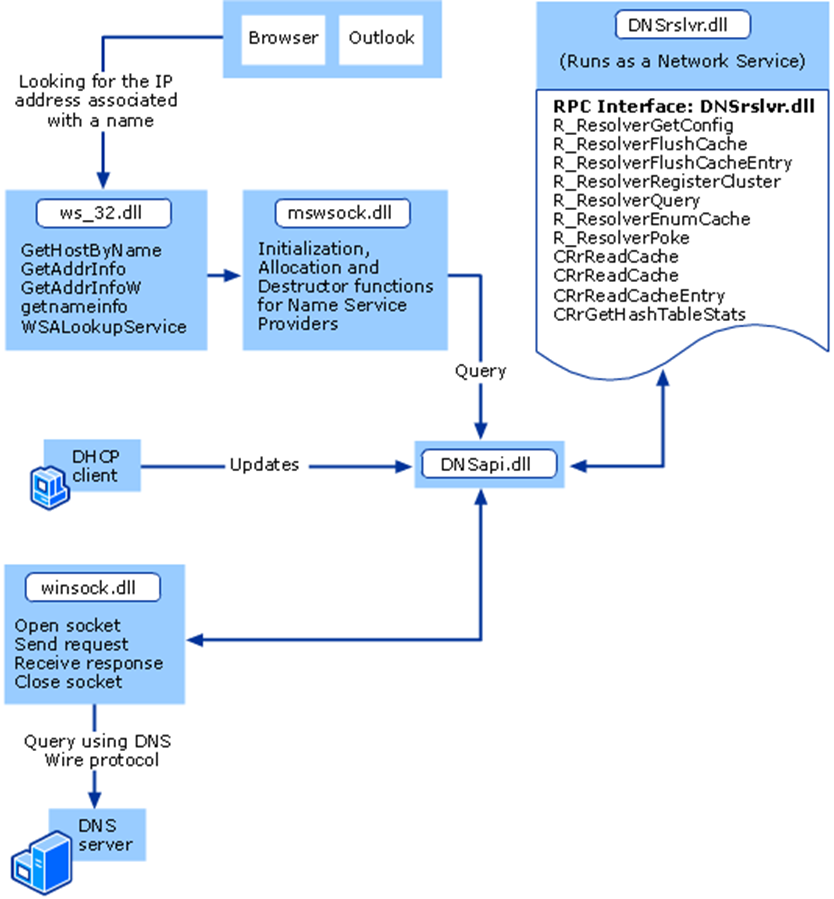 Browser
Outlook
Looking for the IP
address associated
with a name
ws_32.dll
GetHostByName
GetAddrInfo
GetAddrInfoW
getnameinfo
WSALookupService
mswsock.dll
Initialization,
Allocation and
Destructor functions
for Name Service
Providers
DNSrslvr.dll
(Runs as a Network Service)
RPC Interface: DNSrslvr.dll
R_ResolverGetConfig
R_ResolverFlushCache
R_ResolverFlushCacheEntry
R_ResolverRegisterCluster
R_ResolverQuery
R_ResolverEnumCache
R_ResolverPoke
CRrReadCache
CRrReadCache
CRrReadCacheEntry
CRrGetHashTableStats
Query
DHCP
client
Updates
DNSapi.dll
winsock.dll
Open socket
Send request
Receive response
Close socket
Query using DNS
Wire protocol
DNS
server